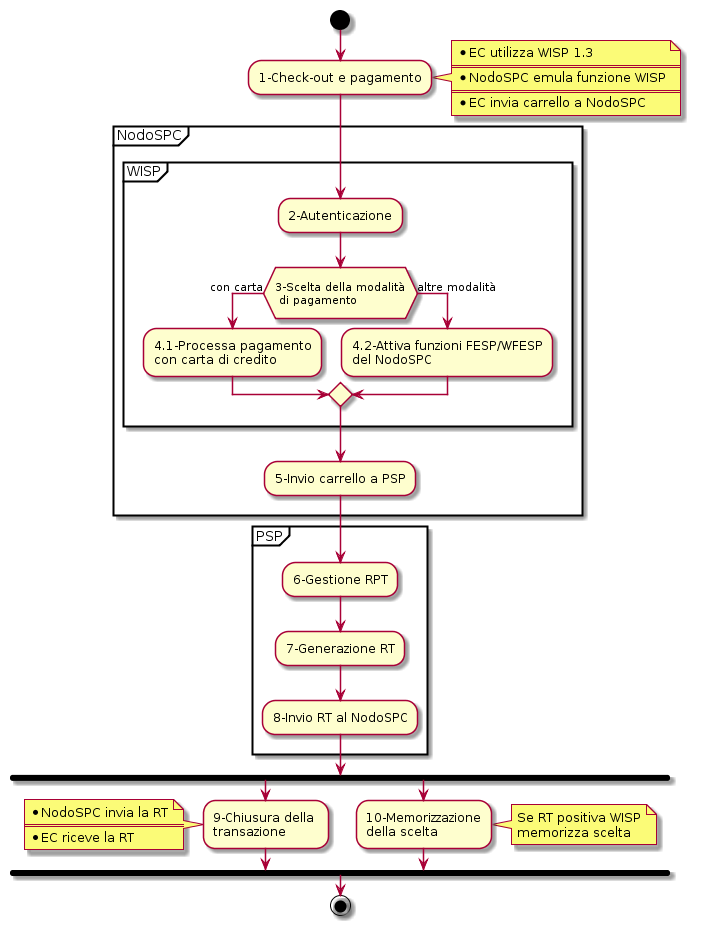 1-Check-out e pagamento
EC utilizza WISP 1.3
NodoSPC emula funzione WISP
EC invia carrello a NodoSPC
NodoSPC
WISP
2-Autenticazione
con carta
3-Scelta della modalità
di pagamento
altre modalità
4.1-Processa pagamento
con carta di credito
4.2-Attiva funzioni FESP/WFESP
del NodoSPC
5-Invio carrello a PSP
PSP
6-Gestione RPT
7-Generazione RT
8-Invio RT al NodoSPC
NodoSPC invia la RT
EC riceve la RT
9-Chiusura della
transazione
10-Memorizzazione
della scelta
Se RT positiva WISP
memorizza scelta